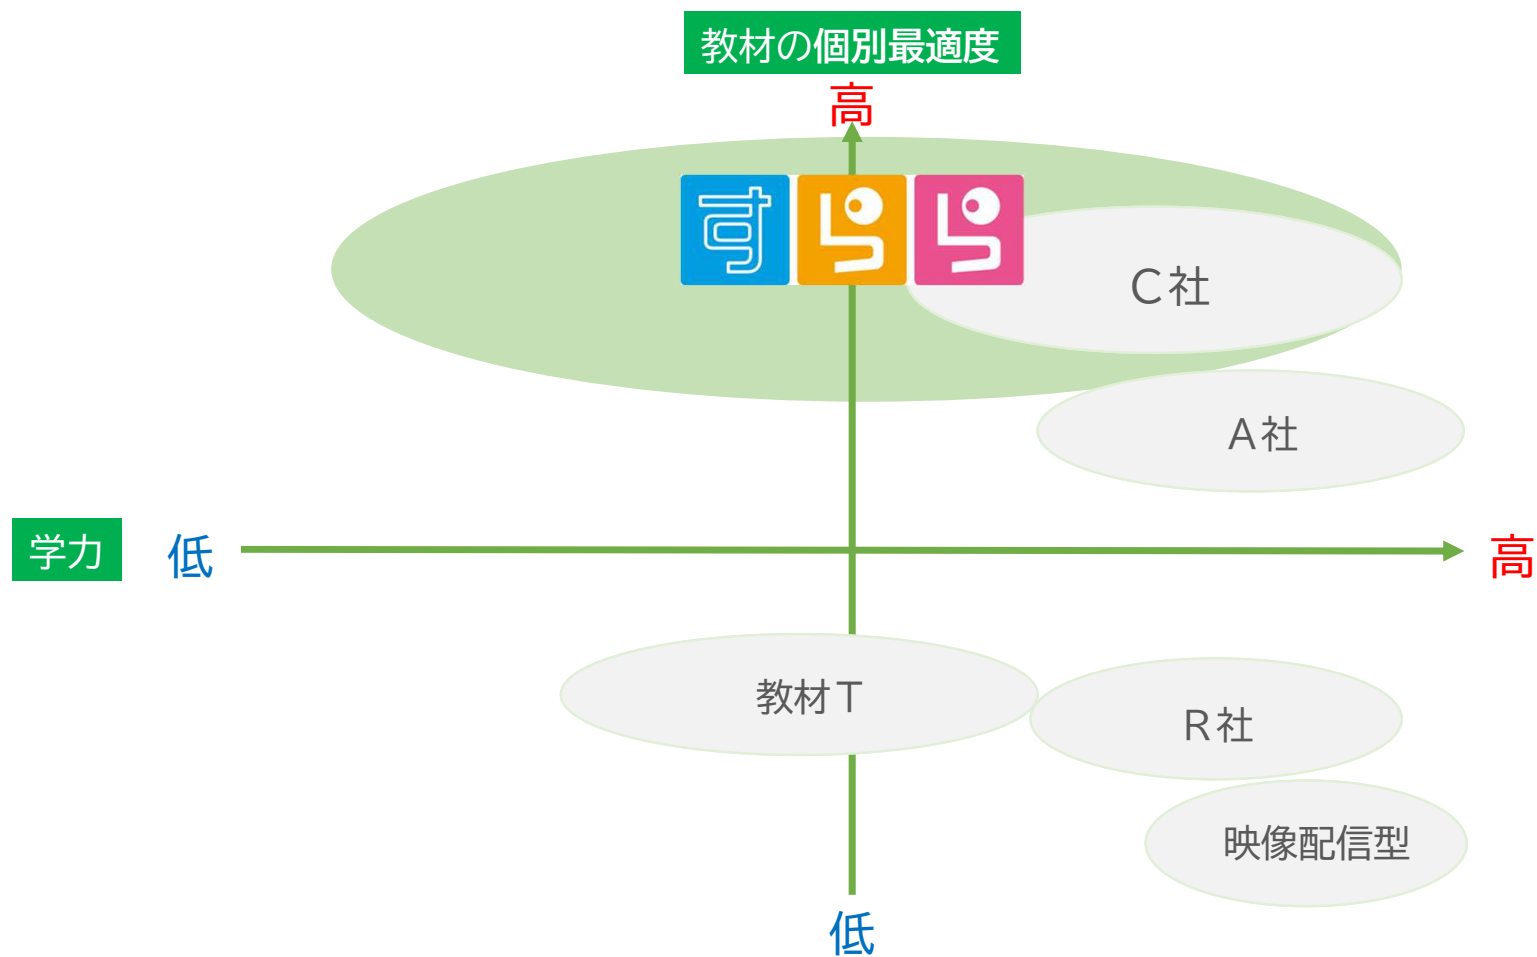 教材の個別最適度
高
すらら
Ｃ社
Ａ社
学力
低
高
教材Ｔ
Ｒ社
映像配信型
低